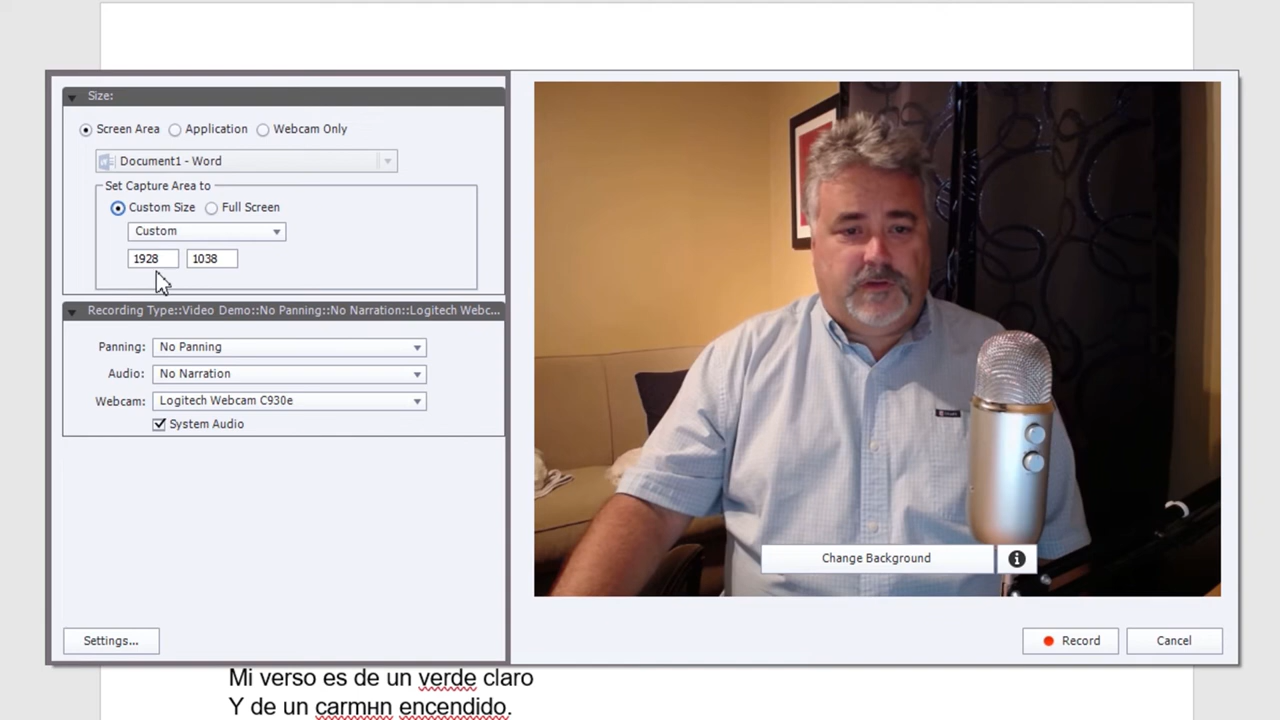 Size:
Screen Area Application Webcam Only
Document1 - Word
Set Capture Area to
Custom Size Full Screen
Custom
1928 1038
Recording Type::Video Demo::No Panning::No Narration::Logitech Webc...
Panning: No Panning
Audio: No Narration
Webcam: Logitech Webcam C930e
System Audio
Change Background
Settings... Record Cancel
Mi verso es de un verde claro
Y de un carmнn encendido.